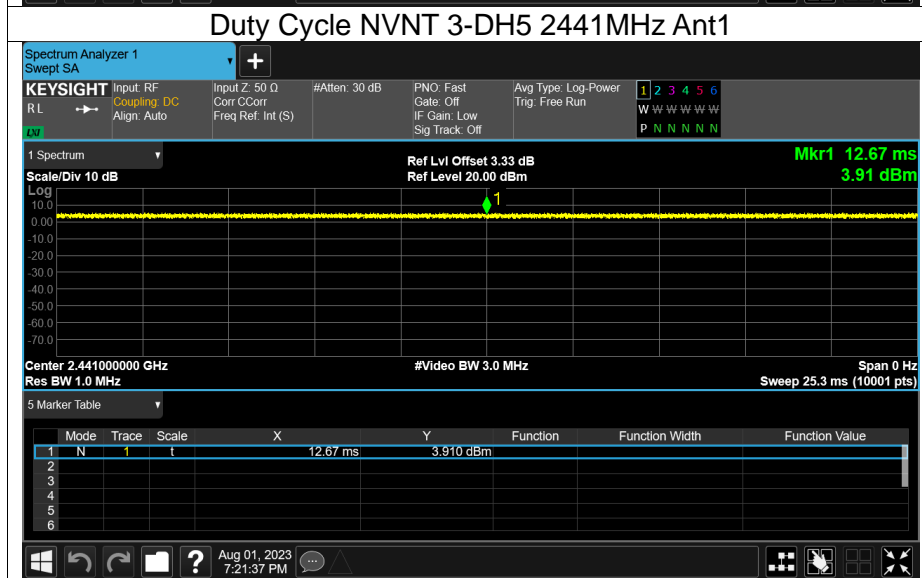 Duty Cycle NVNT 3-DH5 2441MHz Ant1
Spectrum Analyzer 1
Swept SA
+
KEYSIGHT Input: RF Input Z: 50 Ω #Atten: 30 dB PNO: Fast Avg Type: Log-Power 1 2 3 4 5 6
RL Coupling: DC Corr CCorr Gate: Off Trig: Free Run W W W W W W
Align: Auto Freq Ref: Int (S) IF Gain: Low
LXI Sig Track: Off P N N N N N
1 Spectrum Ref Lvl Offset 3.33 dB Mkr1 12.67 ms
Scale/Div 10 dB Ref Level 20.00 dBm 3.91 dBm
Log
1
10.0
0.00
-10.0
-20.0
-30.0
-40.0
-50.0
-60.0
-70.0
Center 2.441000000 GHz #Video BW 3.0 MHz Span 0 Hz
Res BW 1.0 MHz Sweep 25.3 ms (10001 pts)
5 Marker Table
Mode Trace Scale X Y Function Function Width Function Value
1 N 1 t 12.67 ms 3.910 dBm
2
3
4
5
6
? Aug 01, 2023
7:21:37 PM